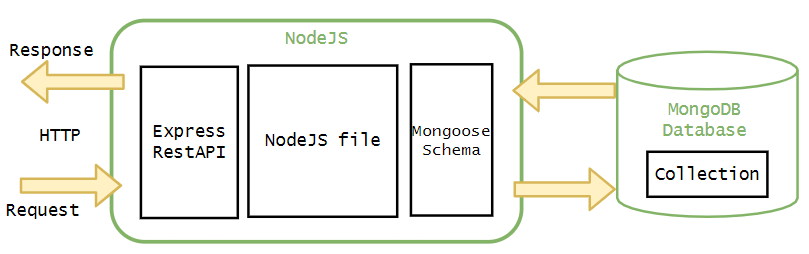 NodeJS
Response
HTTP
Request
Express
RestAPI
NodeJS file
Mongoose
Schema
MongoDB
Database
Collection